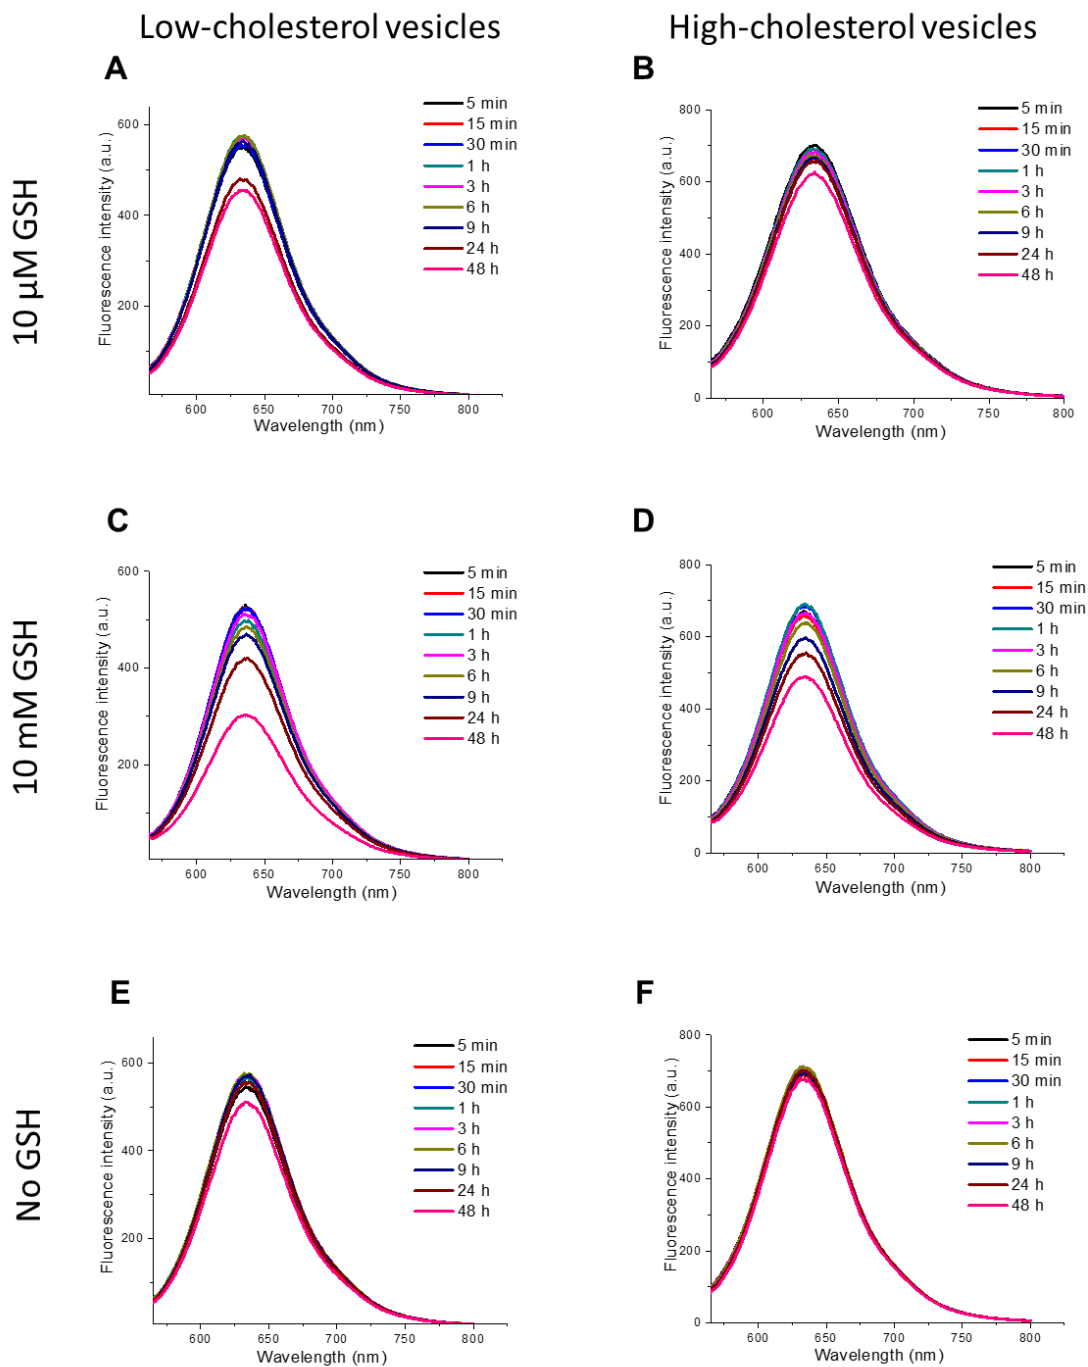 Low-cholesterol vesicles
High-cholesterol vesicles
10 µM GSH
A
Fluorescence intensity (a.u.)
600
400
200
600
650
700
750
800
Wavelength (nm)
5 min
15 min
30 min
1 h
3 h
6 h
9 h
24 h
48 h
B
Fluorescence intensity (a.u.)
800
600
400
200
0
600
650
700
750
800
Wavelength (nm)
5 min
15 min
30 min
1 h
3 h
6 h
9 h
24 h
48 h
10 mM GSH
C
Fluorescence intensity (a.u.)
600
400
200
600
650
700
750
800
Wavelength (nm)
5 min
15 min
30 min
1 h
3 h
6 h
9 h
24 h
48 h
D
Fluorescence intensity (a.u.)
800
600
400
200
0
600
650
700
750
800
Wavelength (nm)
5 min
15 min
30 min
1 h
3 h
6 h
9 h
24 h
48 h
No GSH
E
Fluorescence intensity (a.u.)
600
400
200
600
650
700
750
800
Wavelength (nm)
5 min
15 min
30 min
1 h
3 h
6 h
9 h
24 h
48 h
F
Fluorescence intensity (a.u.)
800
600
400
200
0
600
650
700
750
800
Wavelength (nm)
5 min
15 min
30 min
1 h
3 h
6 h
9 h
24 h
48 h